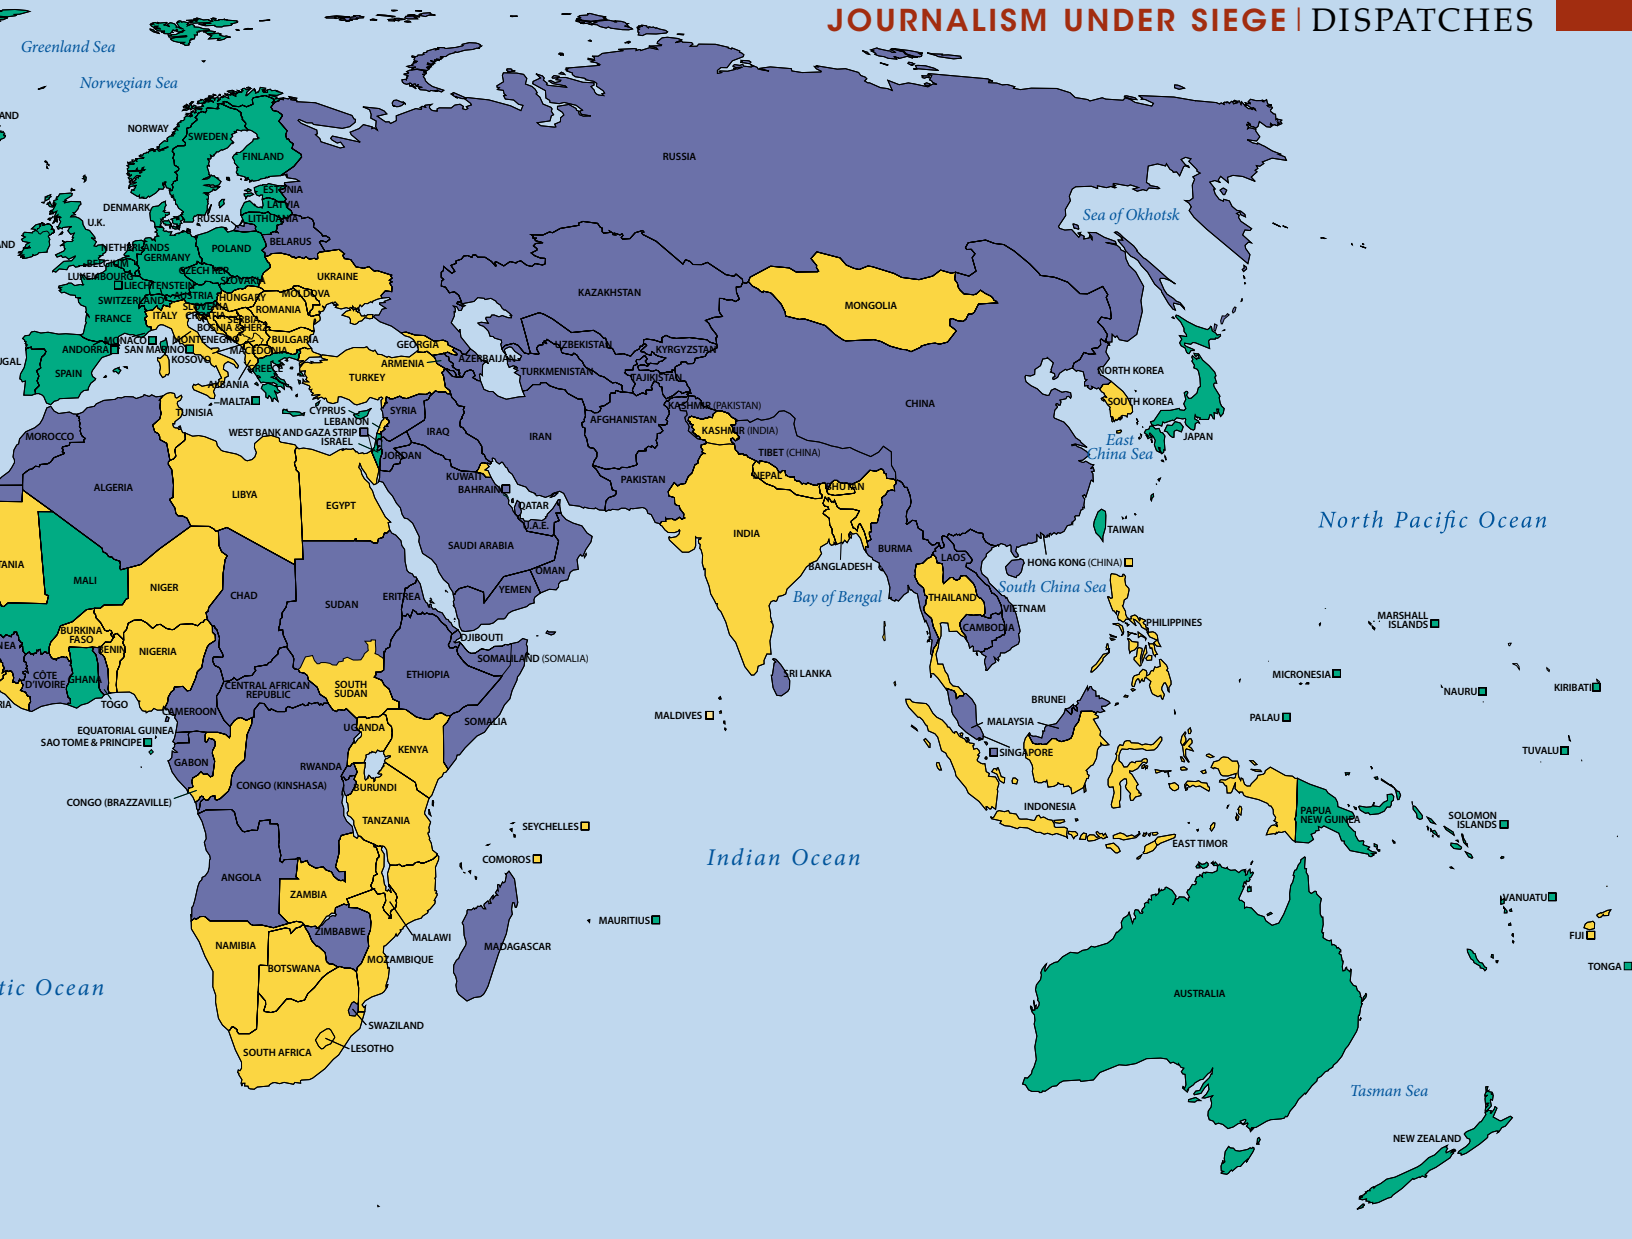 JOURNALISM UNDER SIEGE | DISPATCHES
Greenland Sea
Norwegian Sea
AND
NORWAY
SWEDEN
FINLAND
RUSSIA
ESTONIA
LATVIA
DENMARK
RUSSIA
LITHUANIA
Sea of Okhotsk
U.K.
AND
NETHERLANDS
POLAND
BELARUS
GERMANY
BELGIUM
CZECH REP.
LUXEMBOURG
SLOVAKIA
UKRAINE
LIECHTENSTEIN
AUSTRIA
SWITZERLAND
HUNGARY
MOLDOVA
KAZAKHSTAN
MONGOLIA
SLOVENIA
ROMANIA
FRANCE
ITALY
CROATIA
SERBIA
BOSNIA & HERZ.
MONACO
MONTENEGRO
BULGARIA
GEORGIA
UZBEKISTAN
KYRGYZSTAN
ANDORRA
SAN MARINO
MACEDONIA
KOSOVO
AZERBAIJAN
ARMENIA
UGAL
SPAIN
GREECE
TURKEY
TURKMENISTAN
TAJIKISTAN
NORTH KOREA
ALBANIA
MALTA
KASHMIR (PAKISTAN)
CHINA
SOUTH KOREA
TUNISIA
CYPRUS
SYRIA
LEBANON
AFGHANISTAN
WEST BANK AND GAZA STRIP
IRAQ
KASHMIR (INDIA)
MOROCCO
ISRAEL
IRAN
JAPAN
East
China Sea
JORDAN
TIBET (CHINA)
KUWAIT
PAKISTAN
NEPAL
ALGERIA
BAHRAIN
BHUTAN
LIBYA
EGYPT
QATAR
U.A.E.
INDIA
North Pacific Ocean
TAIWAN
SAUDI ARABIA
BURMA
LAOS
HONG KONG (CHINA)
TANIA
OMAN
BANGLADESH
MALI
NIGER
YEMEN
South China Sea
CHAD
SUDAN
ERITREA
Bay of Bengal
THAILAND
VIETNAM
MARSHALL
ISLANDS
PHILIPPINES
BURKINA
FASO
CAMBODIA
DJIBOUTI
NEA
BENIN
NIGERIA
SOMALILAND (SOMALIA)
CÔTE
D'IVOIRE
GHANA
ETHIOPIA
SRI LANKA
MICRONESIA
CENTRAL AFRICAN
REPUBLIC
SOUTH
SUDAN
NAURU
KIRIBATI
RIA
TOGO
CAMEROON
BRUNEI
MALDIVES
PALAU
SOMALIA
MALAYSIA
EQUATORIAL GUINEA
UGANDA
SAO TOME & PRINCIPE
KENYA
SINGAPORE
TUVALU
GABON
RWANDA
CONGO (KINSHASA)
BURUNDI
CONGO (BRAZZAVILLE)
INDONESIA
PAPUA
NEW GUINEA
TANZANIA
SEYCHELLES
SOLOMON
ISLANDS
EAST TIMOR
COMOROS
Indian Ocean
ANGOLA
ZAMBIA
VANUATU
MAURITIUS
ZIMBABWE
MALAWI
FIJI
NAMIBIA
MADAGASCAR
MOZAMBIQUE
BOTSWANA
TONGA
tic Ocean
AUSTRALIA
SWAZILAND
SOUTH AFRICA
LESOTHO
Tasman Sea
NEW ZEALAND